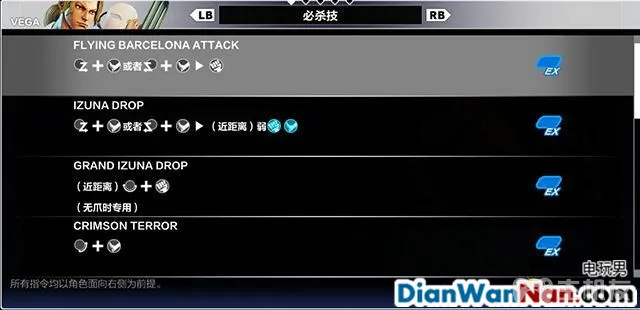 VEGA
LB 必杀技 RB
FLYING BARCELONA ATTACK
+ 或者 + ▶
EX
IZUNA DROP
+ 或者 + ▶ （近距离）弱
EX
GRAND IZUNA DROP
（近距离） +
EX
（无爪时专用）
CRIMSON TERROR
+
EX
所有指令均以角色面向右侧为前提。
电玩男
DianWanNan.com